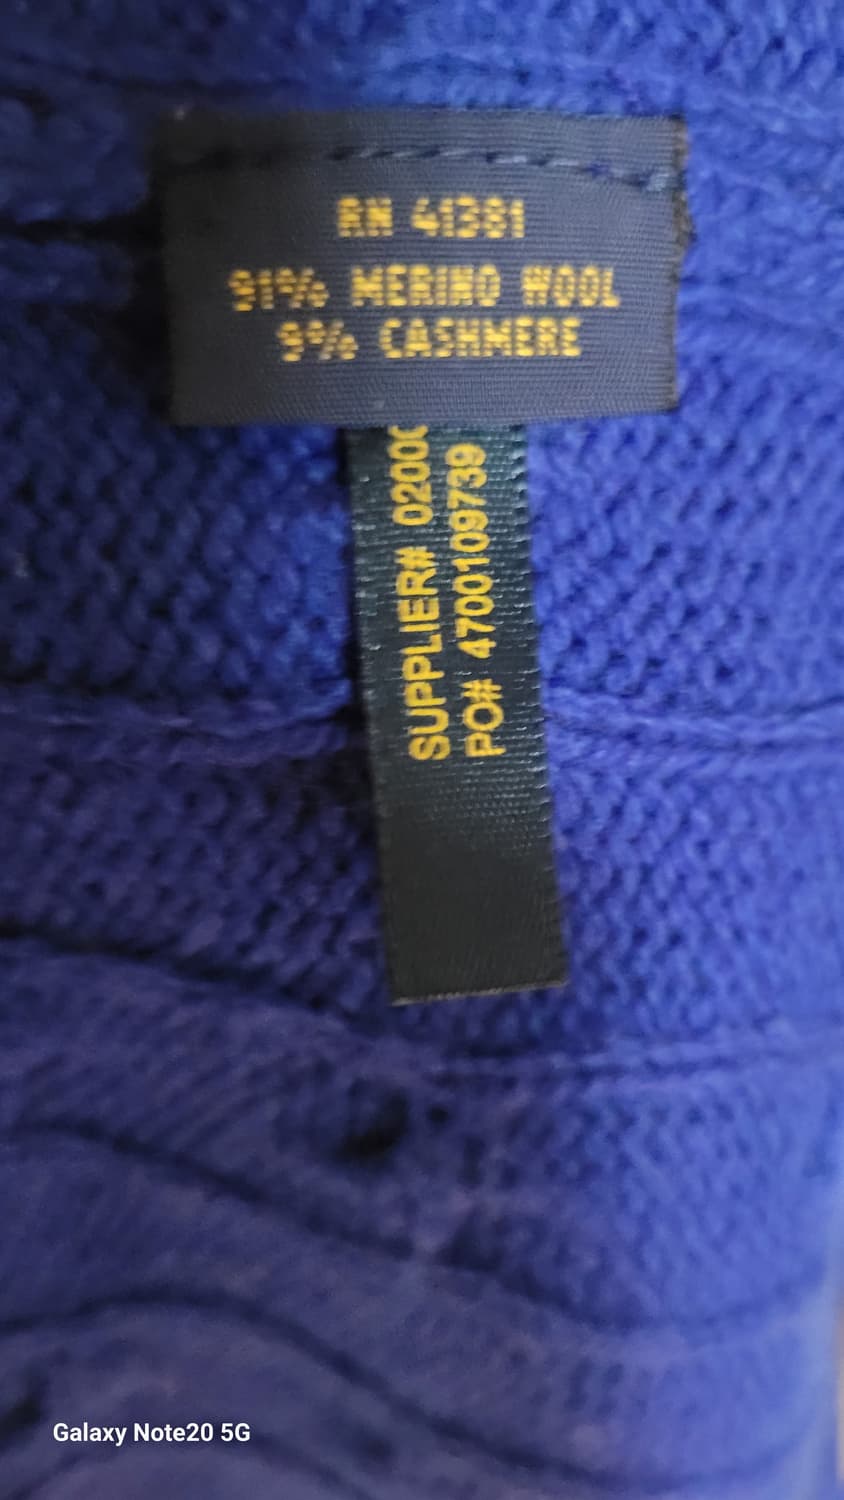 RN 41381
91% MERINO WOOL
9% CASHMERE
SUPPLIER# 0200
PO# 4700109739
Galaxy Note20 5G